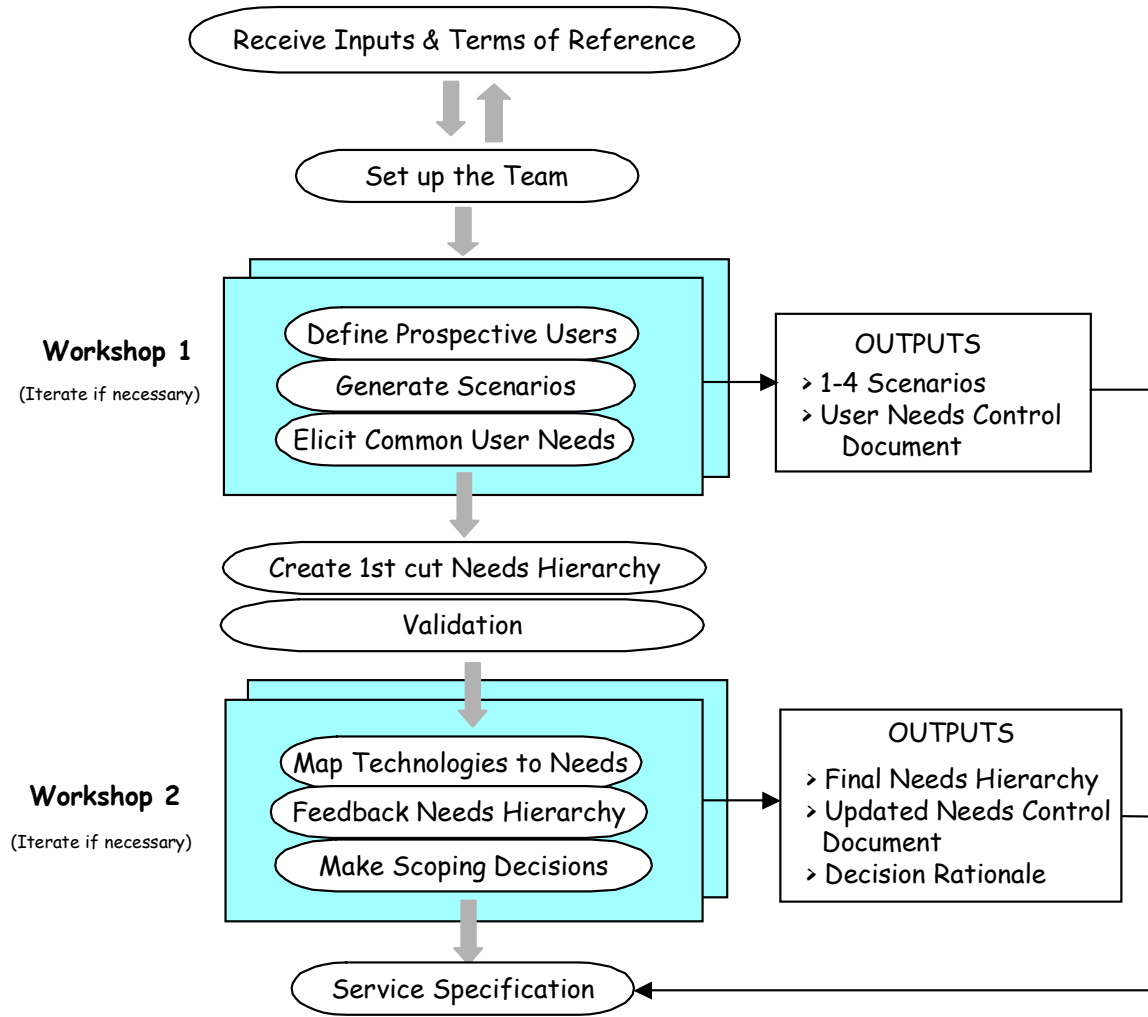 Receive Inputs & Terms of Reference
Set up the Team
Workshop 1
(Iterate if necessary)
Define Prospective Users
Generate Scenarios
Elicit Common User Needs
OUTPUTS
> 1-4 Scenarios
> User Needs Control
Document
Create 1st cut Needs Hierarchy
Validation
Workshop 2
(Iterate if necessary)
Map Technologies to Needs
Feedback Needs Hierarchy
Make Scoping Decisions
OUTPUTS
> Final Needs Hierarchy
> Updated Needs Control
Document
> Decision Rationale
Service Specification